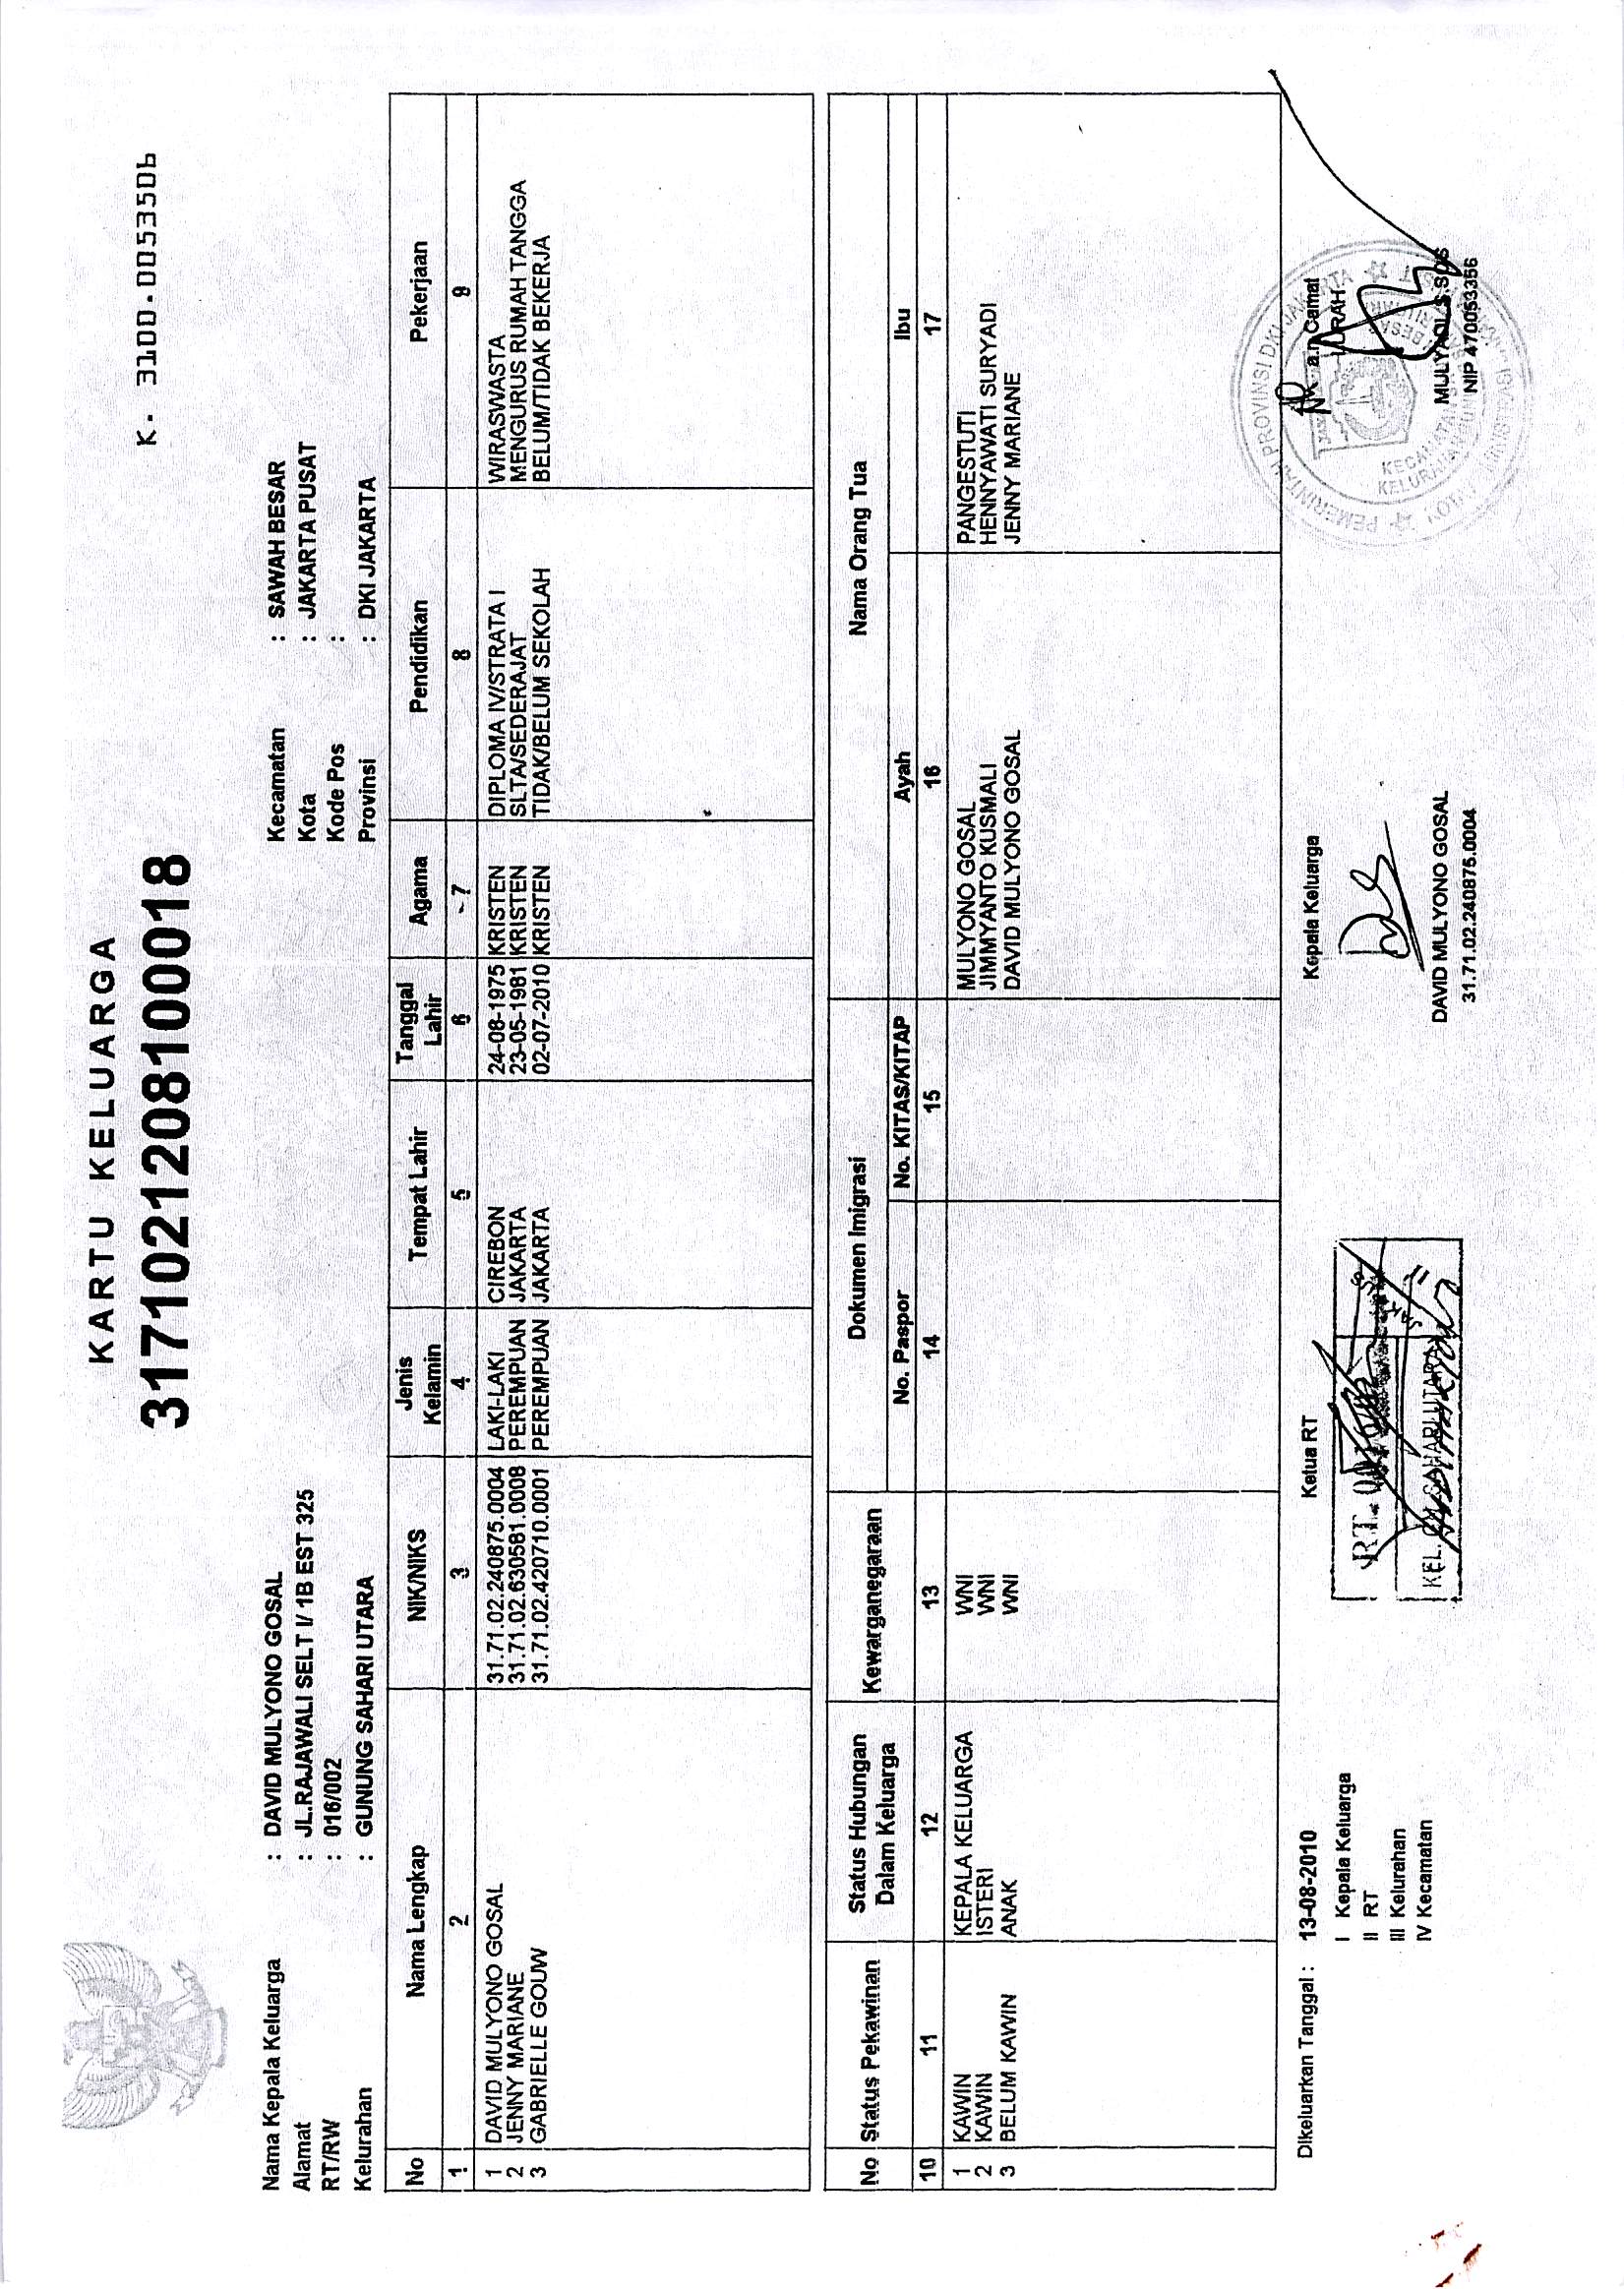 KARTU KELUARGA
3171021208100018
K. 3100.0053506
Nama Kepala Keluarga : DAVID MULYONO GOSAL
Alamat : JL.RAJAWALI SELT I/ 1B EST 325
RT/RW : 016/002
Kelurahan : GUNUNG SAHARI UTARA
Kecamatan : SAWAH BESAR
Kota : JAKARTA PUSAT
Kode Pos :
Provinsi : DKI JAKARTA
No Nama Lengkap NIK/NIKS Jenis Kelamin Tempat Lahir Tanggal Lahir Agama Pendidikan Pekerjaan
1 2 3 4 5 6 7 8 9
1 DAVID MULYONO GOSAL 31.71.02.240875.0004 LAKI-LAKI CIREBON 24-08-1975 KRISTEN DIPLOMA IV/STRATA I WIRASWASTA
2 JENNY MARIANE 31.71.02.630581.0008 PEREMPUAN JAKARTA 23-05-1981 KRISTEN SLTA/SEDERAJAT MENGURUS RUMAH TANGGA
3 GABRIELLE GOUW 31.71.02.420710.0001 PEREMPUAN JAKARTA 02-07-2010 KRISTEN TIDAK/BELUM SEKOLAH BELUM/TIDAK BEKERJA
No Status Pekawinan Status Hubungan Dalam Keluarga Kewarganegaraan Dokumen Imigrasi Nama Orang Tua
No. Paspor No. KITAS/KITAP Ayah Ibu
10 11 12 13 14 15 16 17
1 KAWIN KEPALA KELUARGA WNI MULYONO GOSAL PANGESTUTI
2 KAWIN ISTERI WNI JIMMYANTO KUSMALI HENNYAWATI SURYADI
3 BELUM KAWIN ANAK WNI DAVID MULYONO GOSAL JENNY MARIANE
Dikeluarkan Tanggal : 13-08-2010
I Kepala Keluarga
II RT
III Kelurahan
IV Kecamatan
Ketua RT
RT.
KEL. GN. SAHARI UTARA
Kepala Keluarga
DAVID MULYONO GOSAL
31.71.02.240875.0004
a.n Camat
LURAH
PEMERINTAH PROVINSI DKI JAKARTA
KECAMATAN
KELURAHAN
MULYADI, S.SOS
NIP 470053356